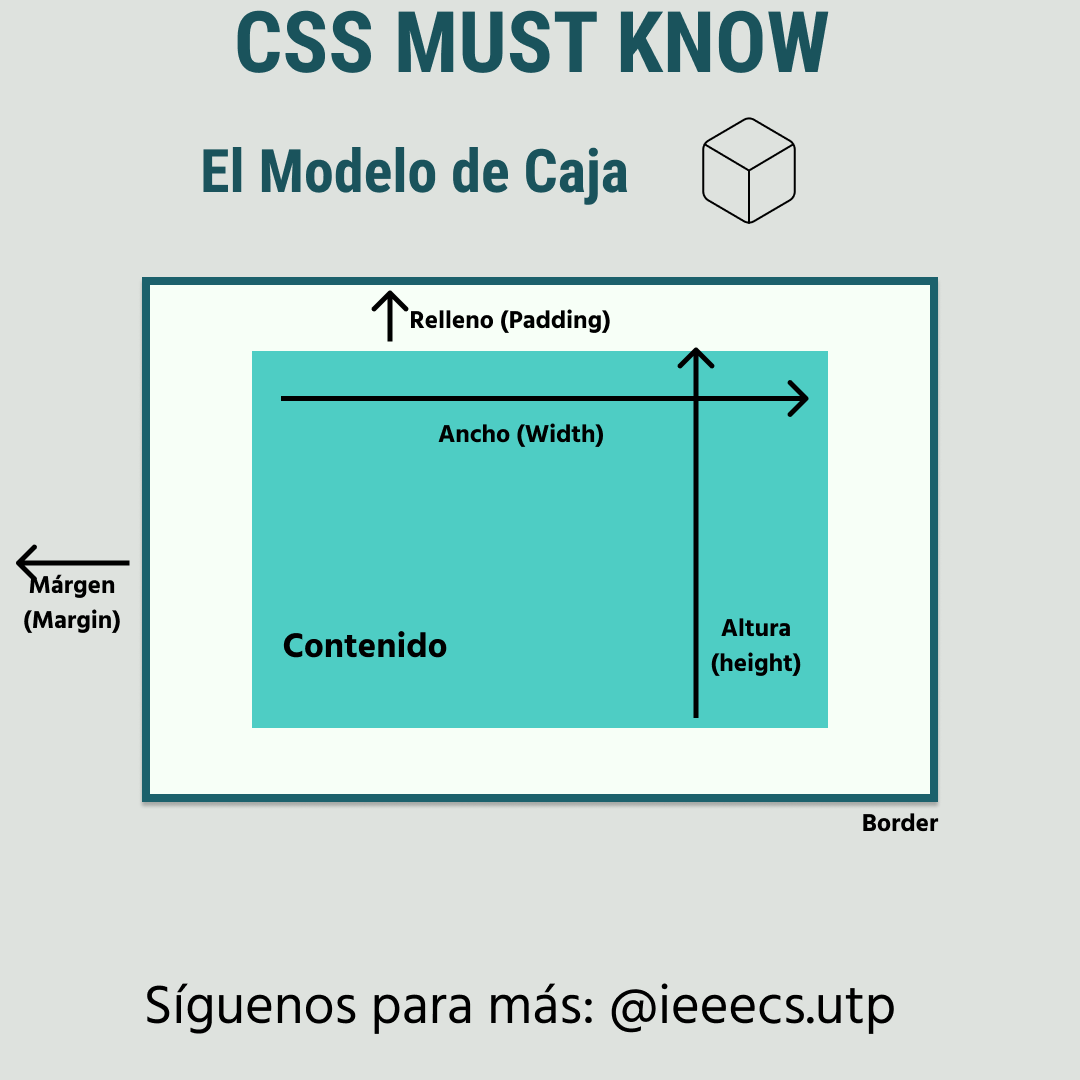 CSS MUST KNOW
El Modelo de Caja
Relleno (Padding)
Ancho (Width)
Márgen
(Margin)
Contenido
Altura
(height)
Border
Síguenos para más: @ieeecs.utp